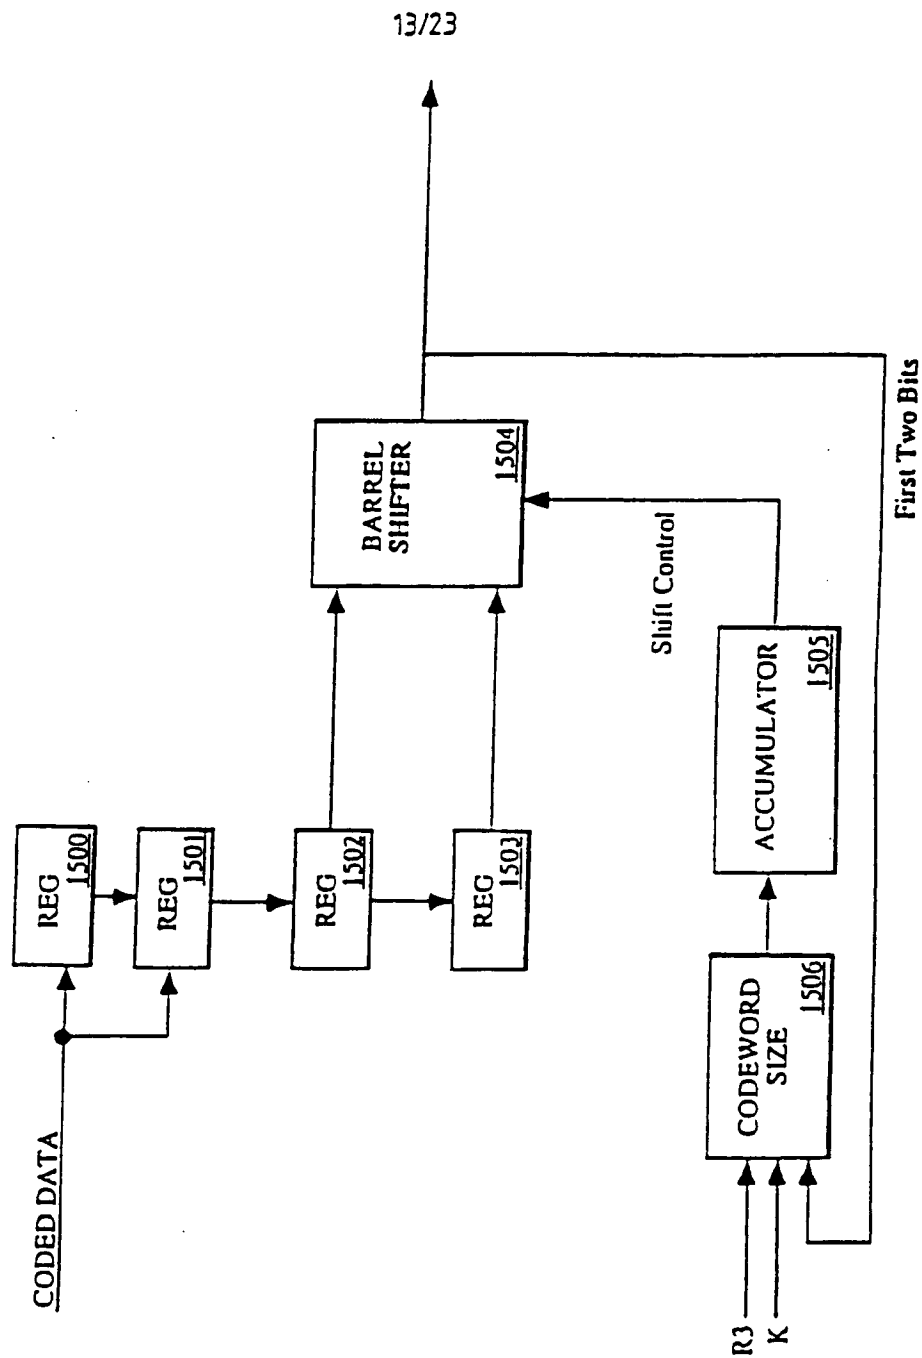 13/23
CODED DATA
REG
1500
REG
1501
REG
1502
REG
1503
BARREL
SHIFTER
1504
Shift Control
ACCUMULATOR
1505
CODEWORD
SIZE
1506
R3
K
First Two Bits